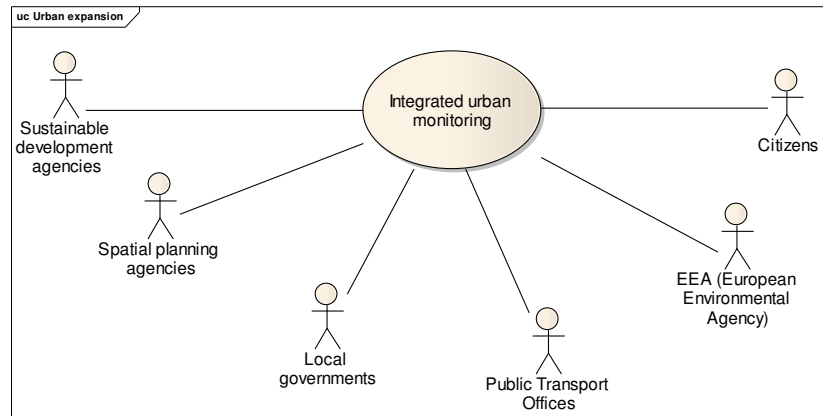 uc Urban expansion
Integrated urban
monitoring
Sustainable
development
agencies
Citizens
Spatial planning
agencies
EEA (European
Environmental
Agency)
Local
governments
Public Transport
Offices